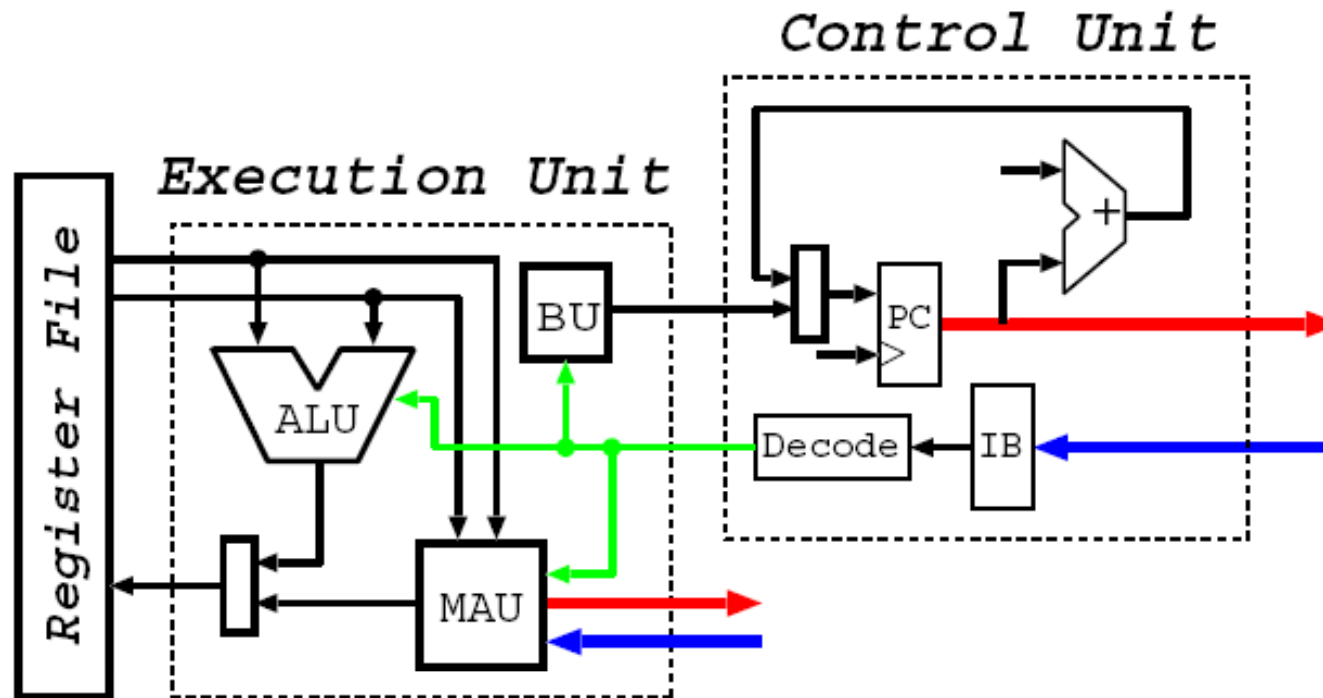 Control Unit
Execution Unit
Register File
+
BU
PC
ALU
Decode
IB
MAU